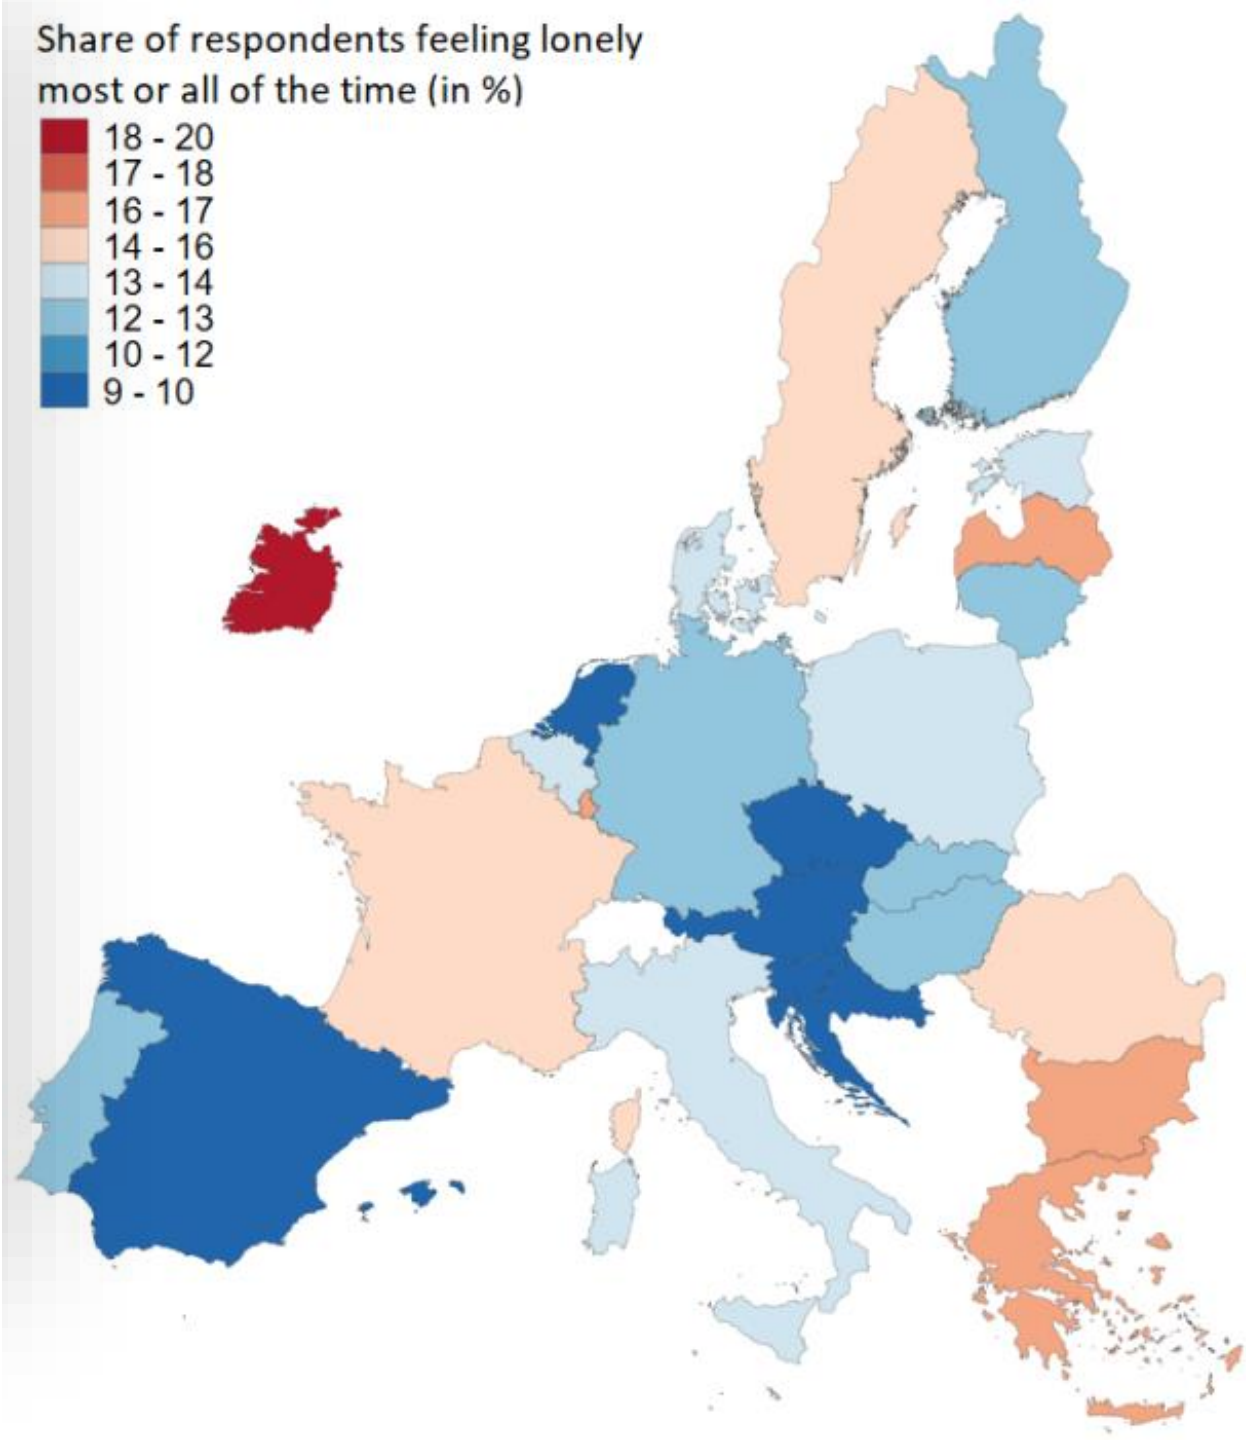 Share of respondents feeling lonely
most or all of the time (in %)
18 - 20
17 - 18
16 - 17
14 - 16
13 - 14
12 - 13
10 - 12
9 - 10